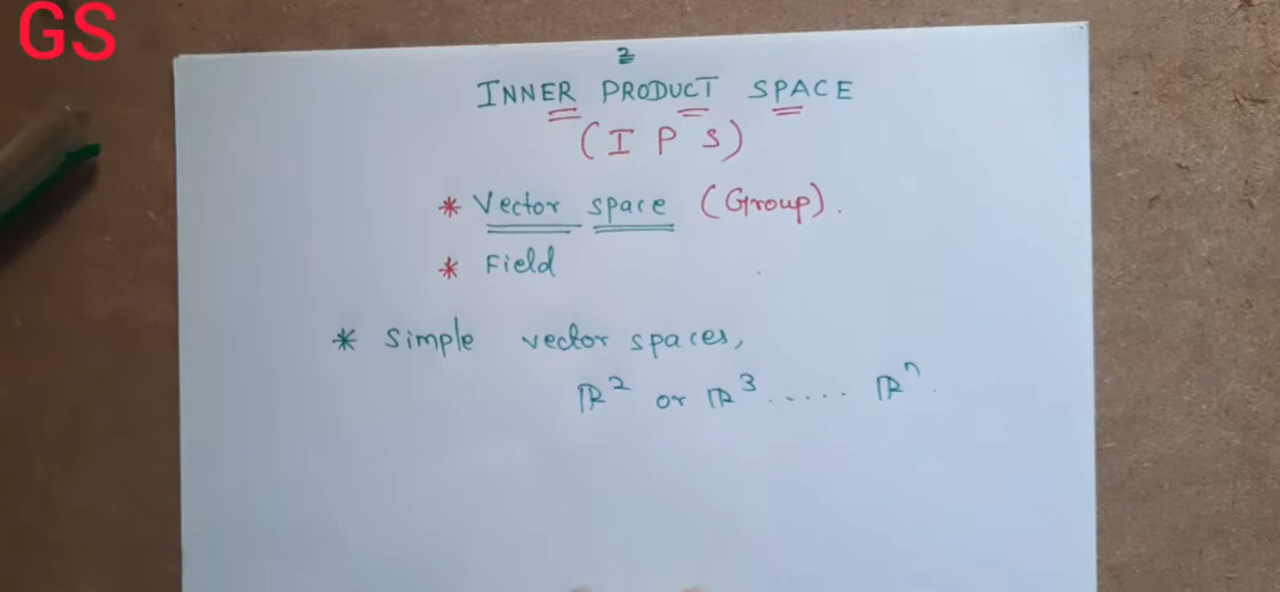 GS
2
INNER PRODUCT SPACE
(I P S)
* Vector space (Group).
* Field
* Simple vector spaces,
ℝ² or ℝ³ ..... ℝⁿ.